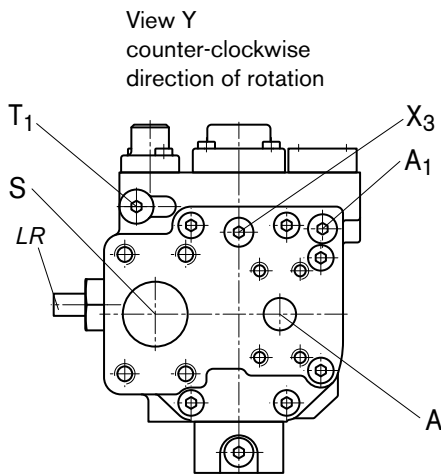 View Y
counter-clockwise
direction of rotation
T1
X3
A1
S
LR
A